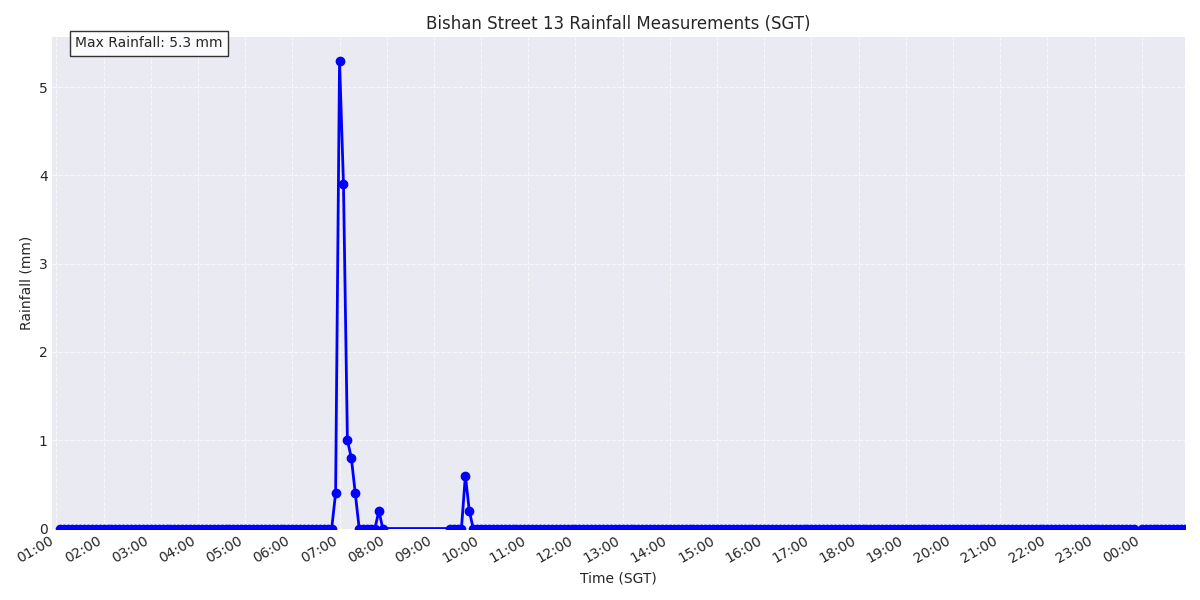 Bishan Street 13 Rainfall Measurements (SGT)
Max Rainfall: 5.3 mm
Rainfall (mm)
5
4
3
2
1
0
01:00 02:00 03:00 04:00 05:00 06:00 07:00 08:00 09:00 10:00 11:00 12:00 13:00 14:00 15:00 16:00 17:00 18:00 19:00 20:00 21:00 22:00 23:00 00:00
Time (SGT)